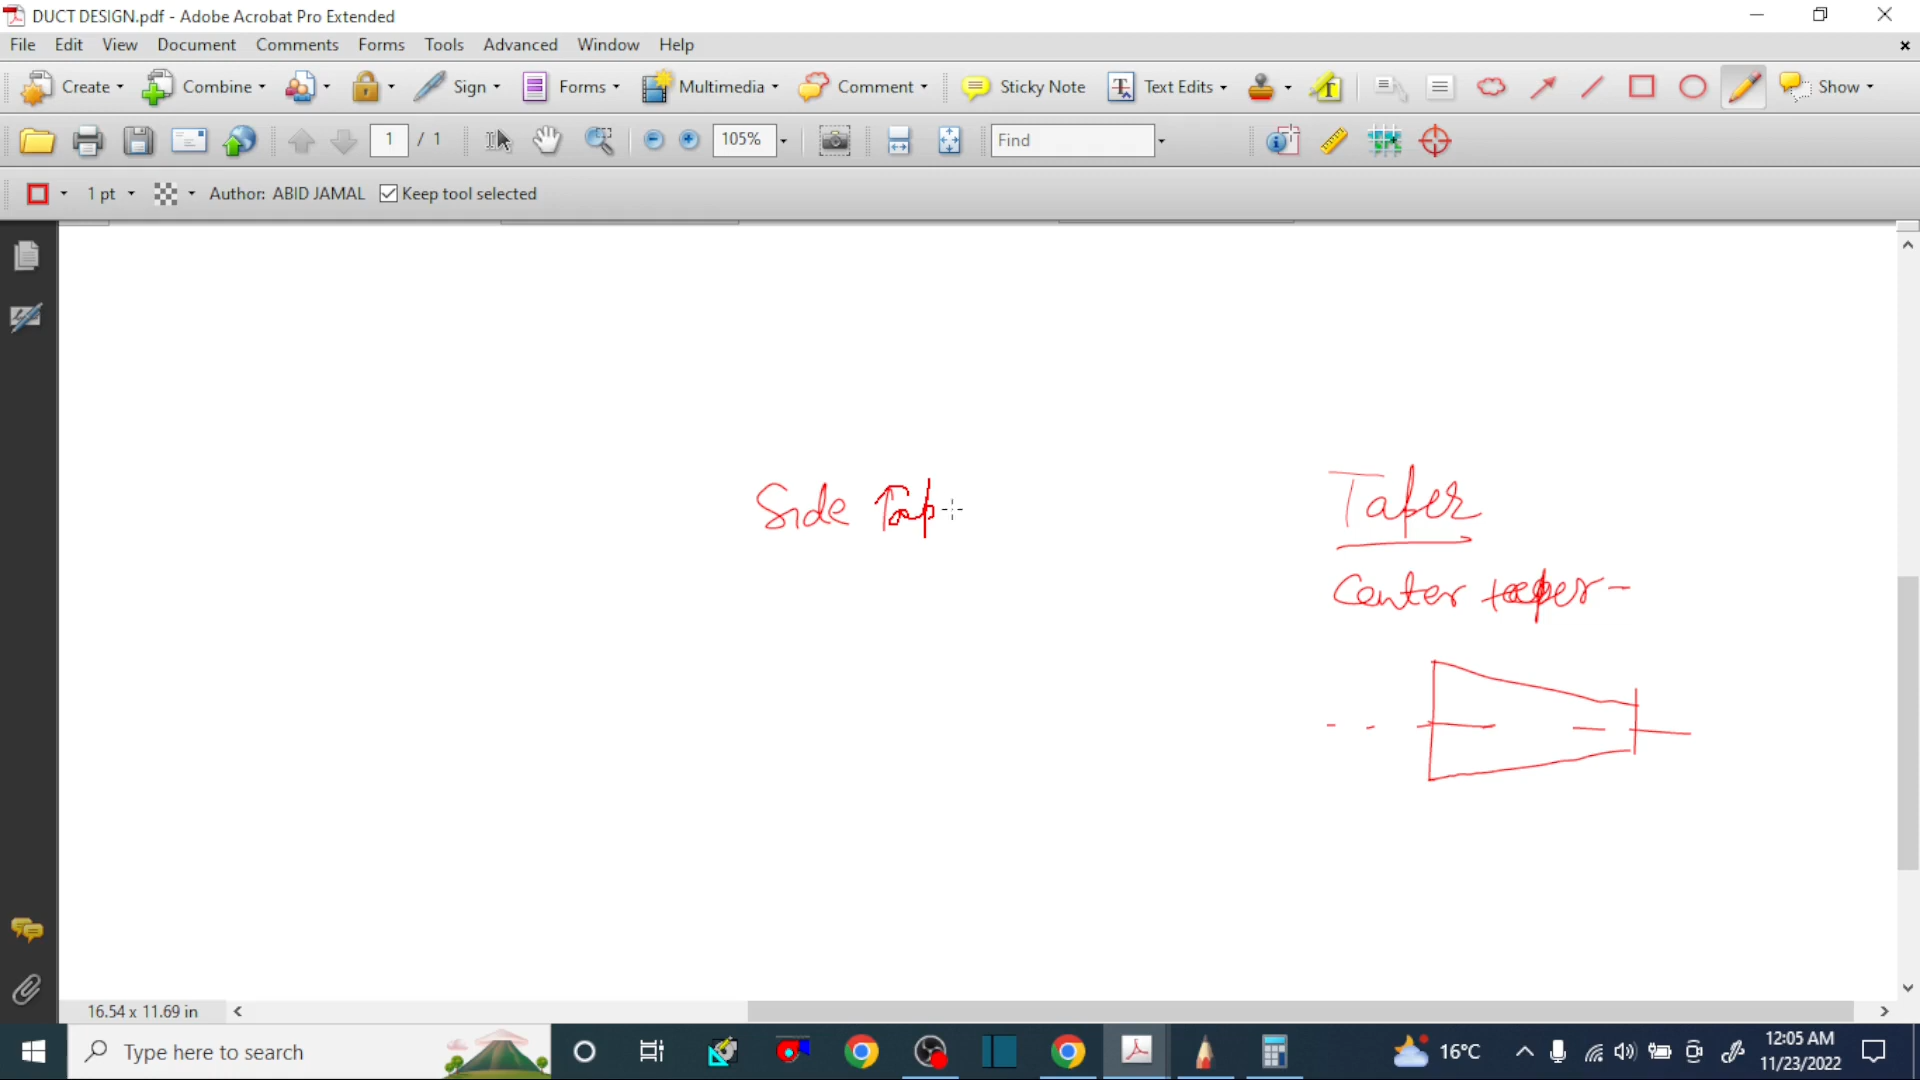 DUCT DESIGN.pdf - Adobe Acrobat Pro Extended
File Edit View Document Comments Forms Tools Advanced Window Help
Create Combine Sign Forms Multimedia Comment Sticky Note Text Edits Show
1 / 1 105% Find
1 pt Author: ABID JAMAL Keep tool selected
Side Tap
Taper
Center taper -
16.54 x 11.69 in
Type here to search 16°C 12:05 AM
11/23/2022